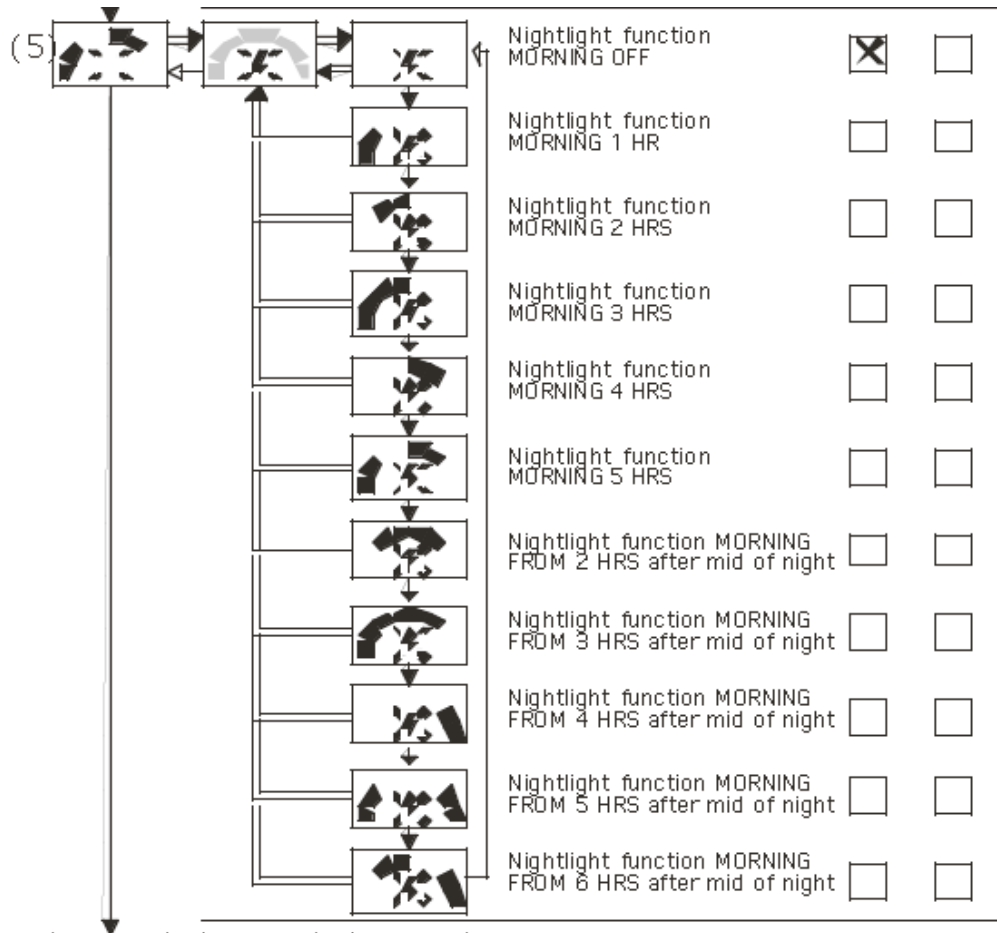 (5)
Nightlight function
MORNING OFF
Nightlight function
MORNING 1 HR
Nightlight function
MORNING 2 HRS
Nightlight function
MORNING 3 HRS
Nightlight function
MORNING 4 HRS
Nightlight function
MORNING 5 HRS
Nightlight function MORNING
FROM 2 HRS after mid of night
Nightlight function MORNING
FROM 3 HRS after mid of night
Nightlight function MORNING
FROM 4 HRS after mid of night
Nightlight function MORNING
FROM 5 HRS after mid of night
Nightlight function MORNING
FROM 6 HRS after mid of night